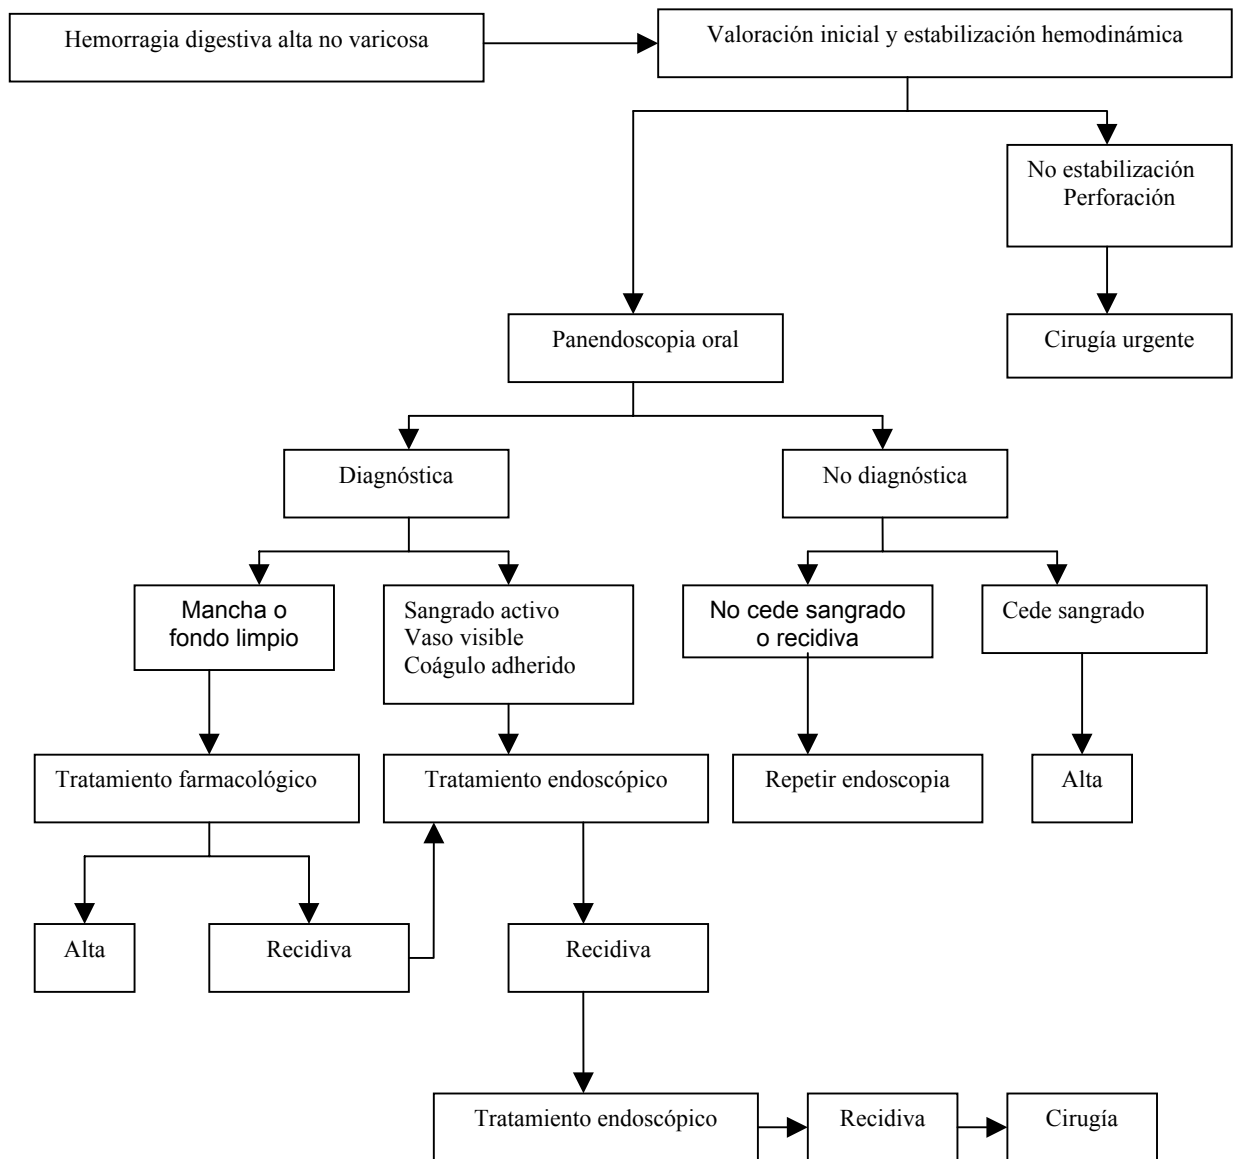 Hemorragia digestiva alta no varicosa
Valoración inicial y estabilización hemodinámica
No estabilización
Perforación
Panendoscopia oral
Cirugía urgente
Diagnóstica
No diagnóstica
Mancha o
fondo limpio
Sangrado activo
Vaso visible
Coágulo adherido
No cede sangrado
o recidiva
Cede sangrado
Tratamiento farmacológico
Tratamiento endoscópico
Repetir endoscopia
Alta
Alta
Recidiva
Recidiva
Tratamiento endoscópico
Recidiva
Cirugía